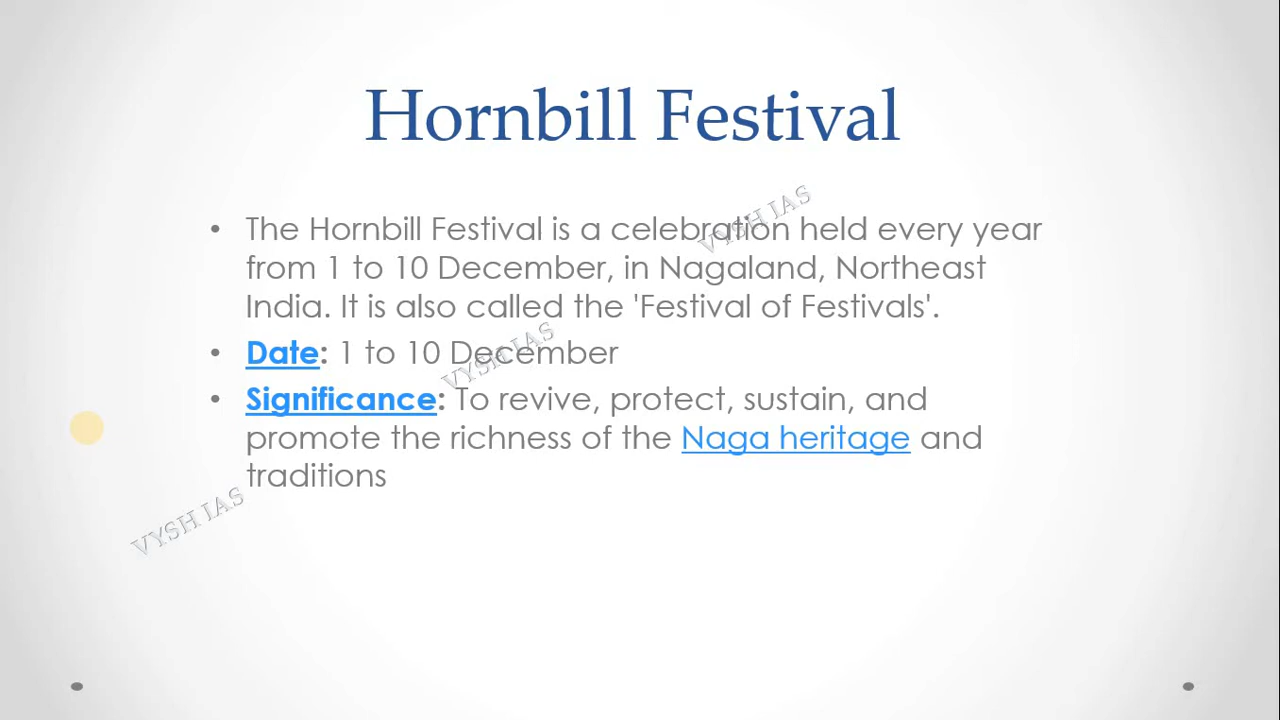 Hornbill Festival
• The Hornbill Festival is a celebration held every year
from 1 to 10 December, in Nagaland, Northeast
India. It is also called the 'Festival of Festivals'.
• Date: 1 to 10 December
• Significance: To revive, protect, sustain, and
promote the richness of the Naga heritage and
traditions
VYSH IAS
VYSH IAS
VYSH IAS